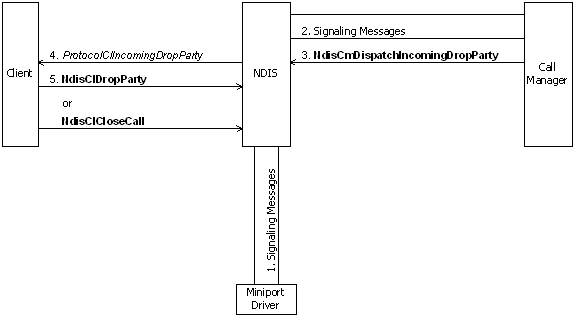 2. Signaling Messages
4. ProtocolClIncomingDropParty
3. NdisCmDispatchIncomingDropParty
Client
5. NdisClDropParty
NDIS
Call
Manager
or
NdisClCloseCall
1. Signaling Messages
Miniport
Driver